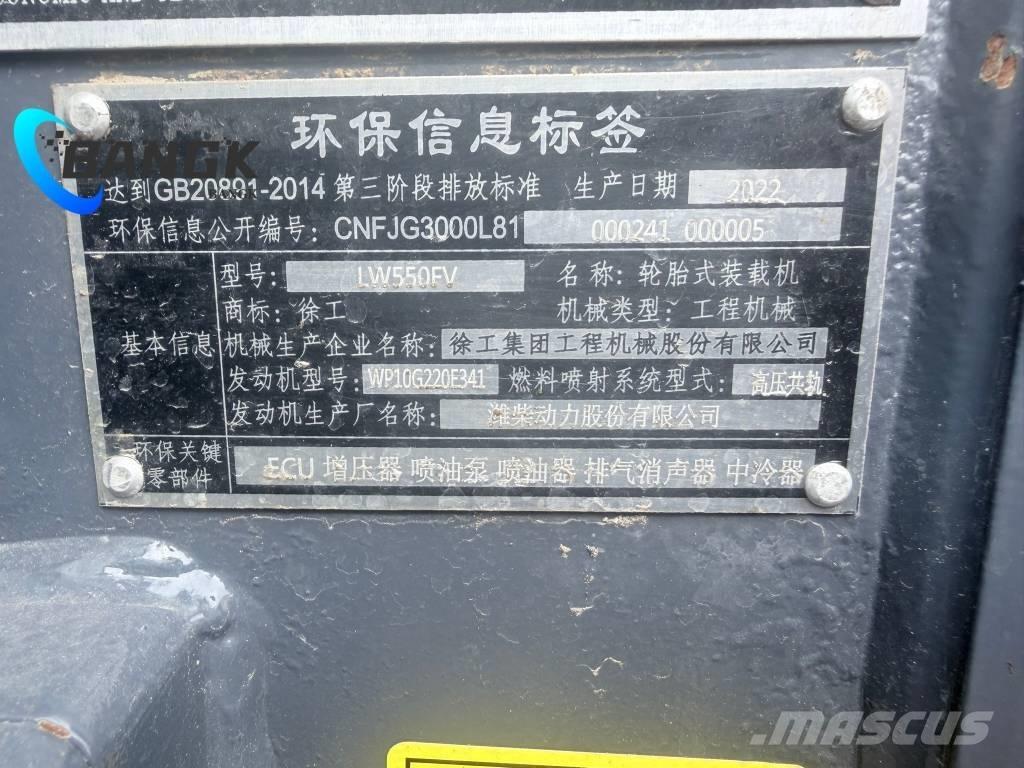 BANGK
环保信息标签
达到GB20891-2014 第三阶段排放标准 生产日期 2022
环保信息公开编号: CNFJG3000L81 000241 000005
型号: LW550FV 名称: 轮胎式装载机
商标: 徐工 机械类型: 工程机械
基本信息 机械生产企业名称: 徐工集团工程机械股份有限公司
发动机型号: WP10G220E341 燃料喷射系统型式: 高压共轨
发动机生产厂名称: 潍柴动力股份有限公司
环保关键零部件 ECU 增压器 喷油泵 喷油器 排气消声器 中冷器
MASCUS